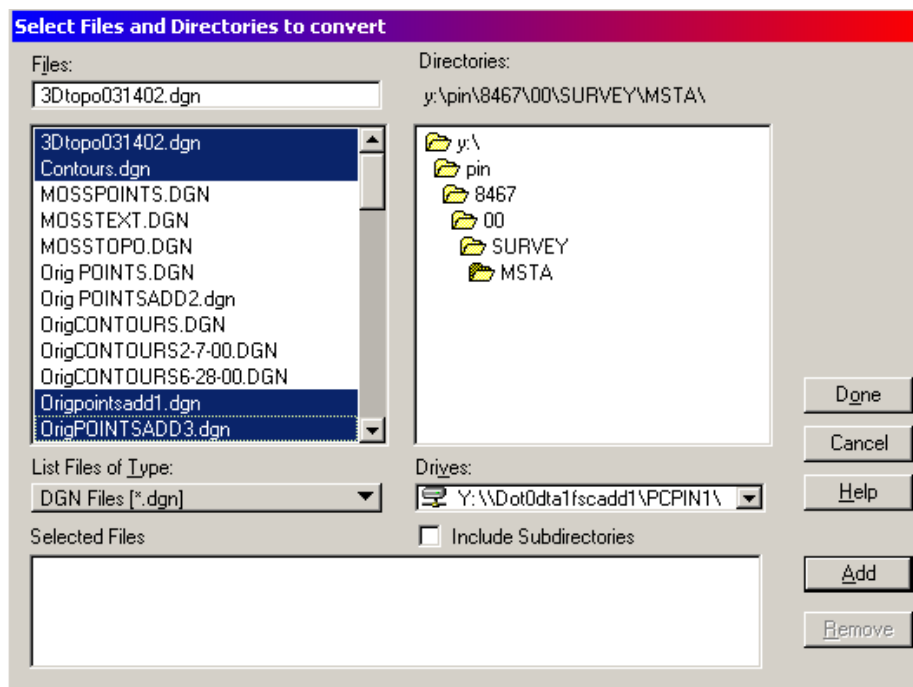 Select Files and Directories to convert
Files:
3Dtopo031402.dgn
3Dtopo031402.dgn
Contours.dgn
MOSSPOINTS.DGN
MOSSTEXT.DGN
MOSSTOPO.DGN
Orig POINTS.DGN
Orig POINTSADD2.dgn
OrigCONTOURS.DGN
OrigCONTOURS2-7-00.DGN
OrigCONTOURS6-28-00.DGN
Origpointsadd1.dgn
OrigPOINTSADD3.dgn
List Files of Type:
DGN Files [*.dgn]
Directories:
y:\pin\8467\00\SURVEY\MSTA\
y:\
pin
8467
00
SURVEY
MSTA
Drives:
Y:\\Dot0dta1fscadd1\PCPIN1\
Include Subdirectories
Selected Files
Done
Cancel
Help
Add
Remove